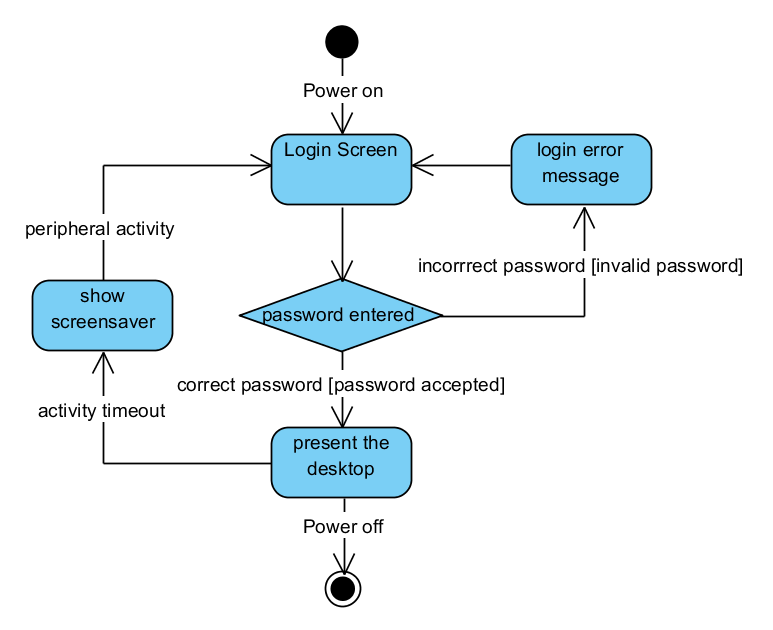 Power on
Login Screen
login error
message
peripheral activity
incorrrect password [invalid password]
show
screensaver
password entered
correct password [password accepted]
activity timeout
present the
desktop
Power off